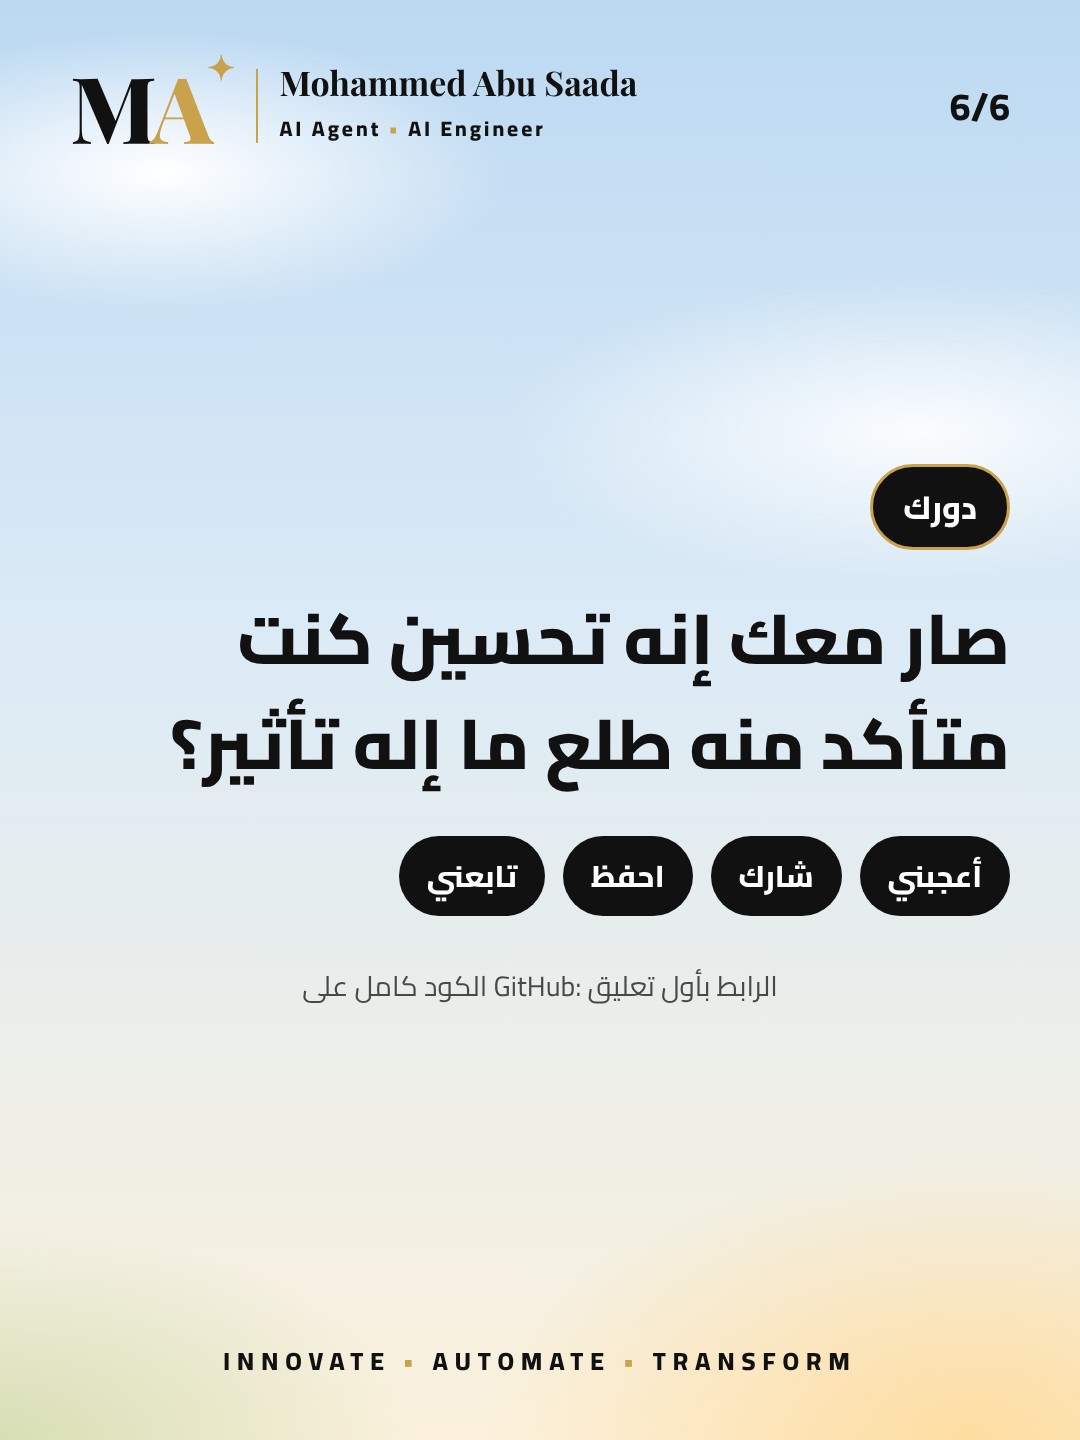 MA
Mohammed Abu Saada
AI Agent ▪ AI Engineer
6/6
دورك
صار معك إنه تحسين كنت
متأكد منه طلع ما إله تأثير؟
أعجبني
شارك
احفظ
تابعني
الكود كامل على GitHub: الرابط بأول تعليق
INNOVATE ▪ AUTOMATE ▪ TRANSFORM